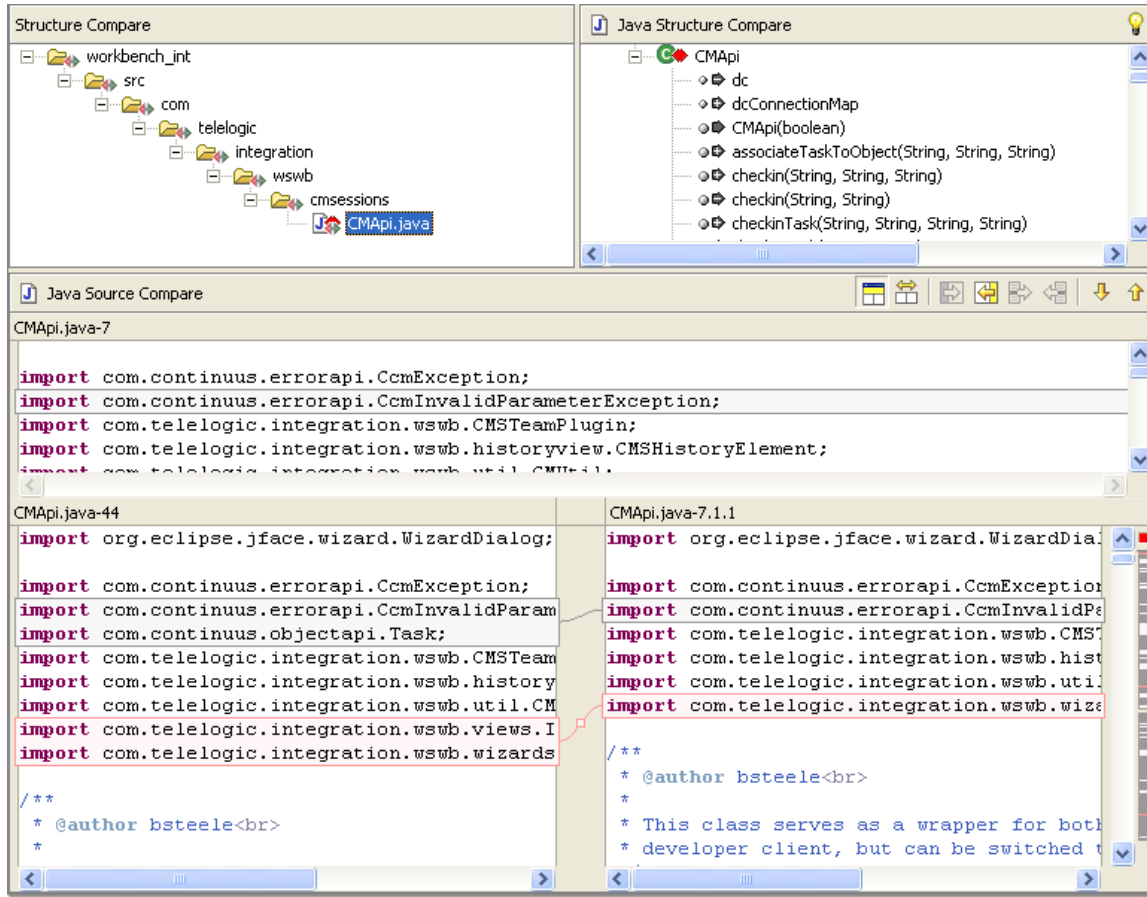 Structure Compare
workbench_int
src
com
telelogic
integration
wswb
cmsessions
CMApi.java
Java Structure Compare
CMApi
dc
dcConnectionMap
CMApi(boolean)
associateTaskToObject(String, String, String)
checkin(String, String, String)
checkin(String, String)
checkinTask(String, String, String, String)
Java Source Compare
CMApi.java-7
import com.continuus.errorapi.CcmException;
import com.continuus.errorapi.CcmInvalidParameterException;
import com.telelogic.integration.wswb.CMSTeamPlugin;
import com.telelogic.integration.wswb.historyview.CMSHistoryElement;
import com.telelogic.integration.wswb.util.CMUtil;
CMApi.java-44
import org.eclipse.jface.wizard.WizardDialog;
import com.continuus.errorapi.CcmException;
import com.continuus.errorapi.CcmInvalidParam
import com.continuus.objectapi.Task;
import com.telelogic.integration.wswb.CMSTeam
import com.telelogic.integration.wswb.history
import com.telelogic.integration.wswb.util.CM
import com.telelogic.integration.wswb.views.I
import com.telelogic.integration.wswb.wizards
/**
* @author bsteele<br>
*
CMApi.java-7.1.1
import org.eclipse.jface.wizard.WizardDial
import com.continuus.errorapi.CcmException
import com.continuus.errorapi.CcmInvalidPa
import com.telelogic.integration.wswb.CMST
import com.telelogic.integration.wswb.hist
import com.telelogic.integration.wswb.util
import com.telelogic.integration.wswb.wiza
/**
* @author bsteele<br>
*
* This class serves as a wrapper for both
* developer client, but can be switched t